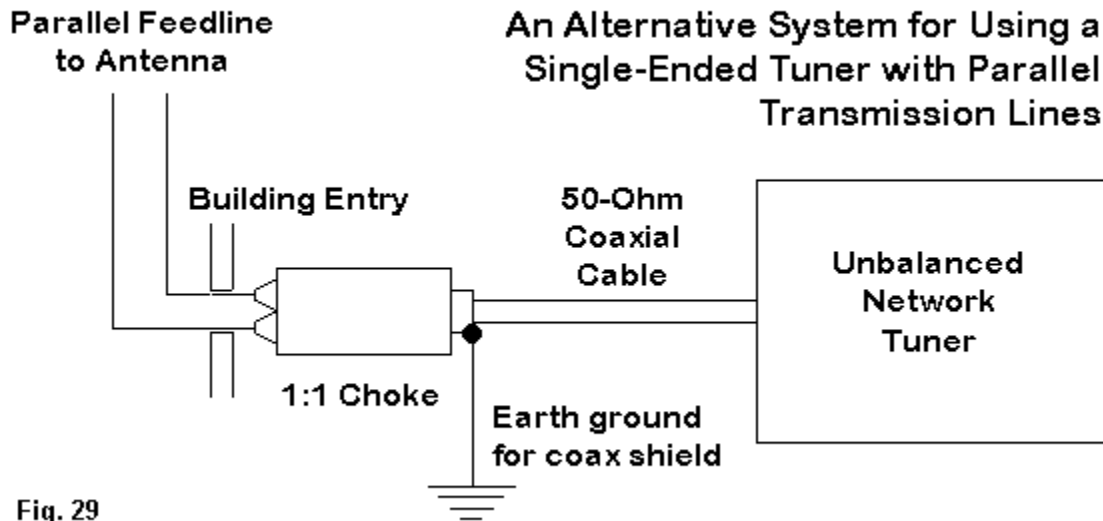 Parallel Feedline
to Antenna
An Alternative System for Using a
Single-Ended Tuner with Parallel
Transmission Lines
Building Entry
50-Ohm
Coaxial
Cable
Unbalanced
Network
Tuner
1:1 Choke
Earth ground
for coax shield
Fig. 29